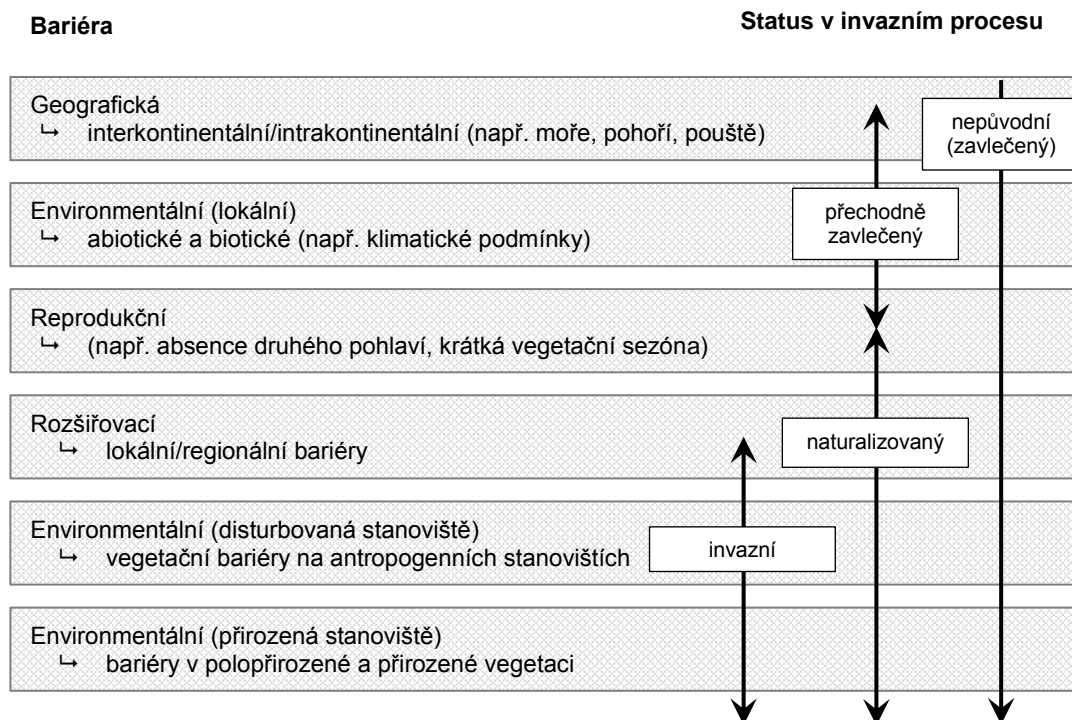 Bariéra
Status v invazním procesu
Geografická
↳ interkontinentální/intrakontinentální (např. moře, pohoří, pouště)
nepůvodní
(zavlečený)
Environmentální (lokální)
↳ abiotické a biotické (např. klimatické podmínky)
přechodně
zavlečený
Reprodukční
↳ (např. absence druhého pohlaví, krátká vegetační sezóna)
Rozšiřovací
↳ lokální/regionální bariéry
naturalizovaný
Environmentální (disturbovaná stanoviště)
↳ vegetační bariéry na antropogenních stanovištích
invazní
Environmentální (přirozená stanoviště)
↳ bariéry v polopřirozené a přirozené vegetaci